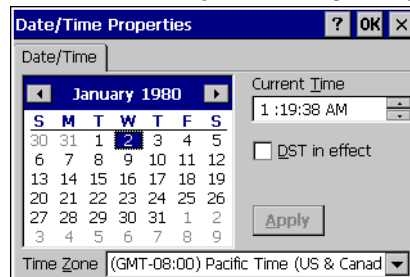 Date/Time Properties ? OK ×
Date/Time
January 1980
S M T W T F S
30 31 1 2 3 4 5
6 7 8 9 10 11 12
13 14 15 16 17 18 19
20 21 22 23 24 25 26
27 28 29 30 31 1 2
3 4 5 6 7 8 9
Current Time
1 :19:38 AM
DST in effect
Apply
Time Zone (GMT-08:00) Pacific Time (US & Canad